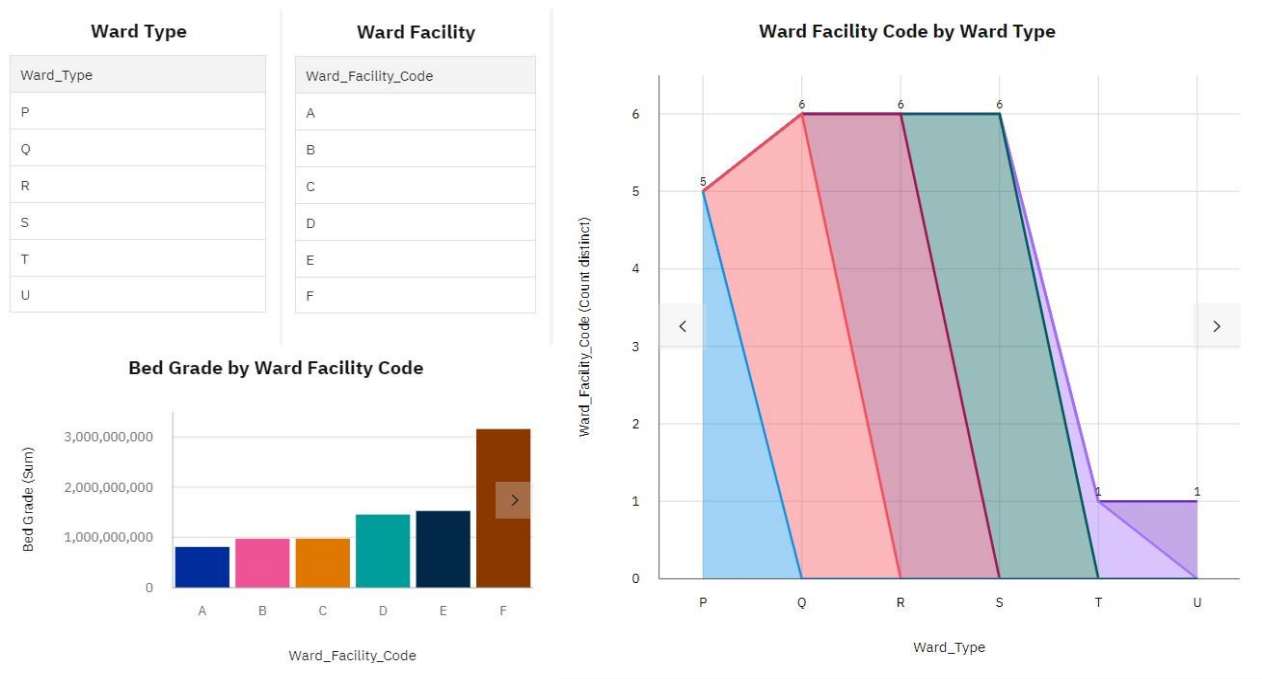 Ward Type
Ward_Type
P
Q
R
S
T
U
Ward Facility
Ward_Facility_Code
A
B
C
D
E
F
Bed Grade by Ward Facility Code
Bed Grade (Sum)
3,000,000,000
2,000,000,000
1,000,000,000
0
A B C D E F
Ward_Facility_Code
Ward Facility Code by Ward Type
Ward_Facility_Code (Count distinct)
6
5
4
3
2
1
0
5 6 6 6 1 1
P Q R S T U
Ward_Type